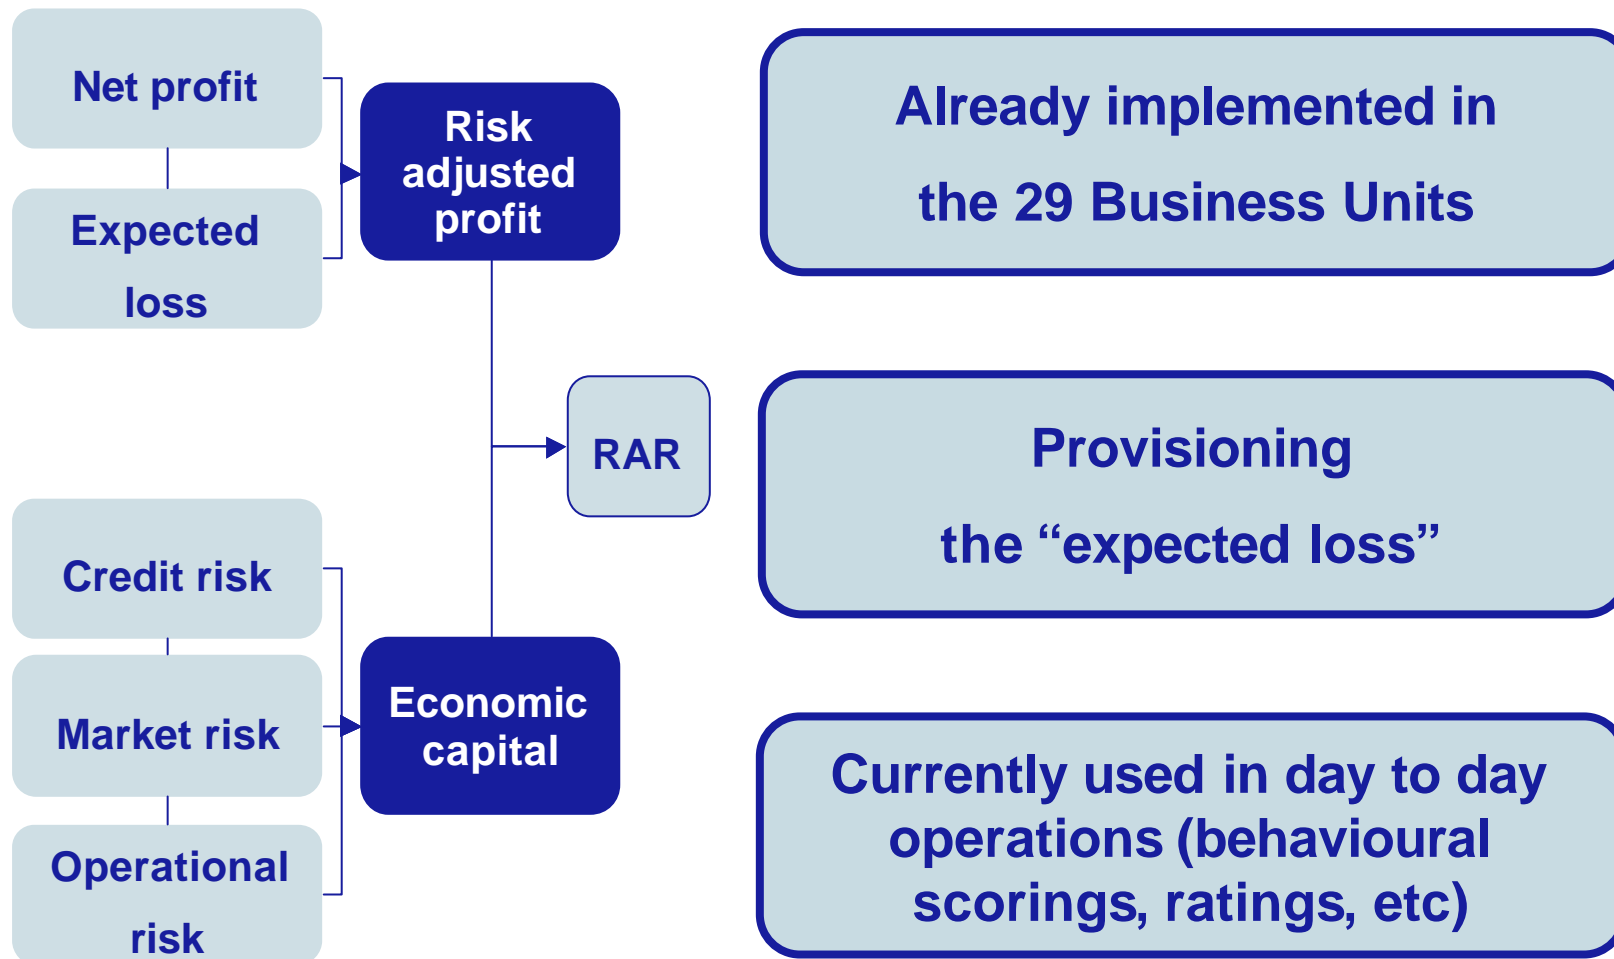 Net profit
Expected
loss
Risk
adjusted
profit
RAR
Credit risk
Market risk
Operational
risk
Economic
capital
Already implemented in
the 29 Business Units
Provisioning
the “expected loss”
Currently used in day to day
operations (behavioural
scorings, ratings, etc)